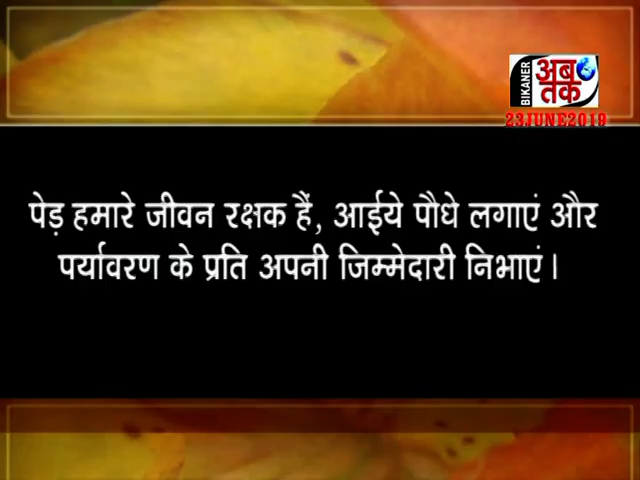 BIKANER
अब
तक
23JUNE2019
पेड़ हमारे जीवन रक्षक हैं, आईये पौधे लगाएं और
पर्यावरण के प्रति अपनी जिम्मेदारी निभाएं।